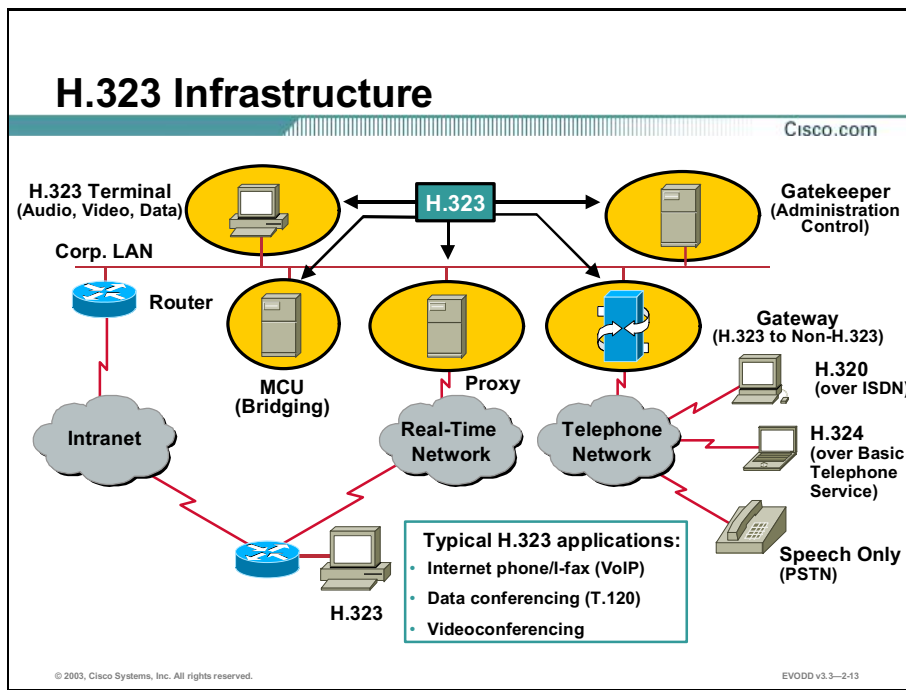 H.323 Infrastructure
Cisco.com
H.323 Terminal
(Audio, Video, Data)
H.323
Gatekeeper
(Administration
Control)
Corp. LAN
Router
MCU
(Bridging)
Proxy
Gateway
(H.323 to Non-H.323)
H.320
(over ISDN)
Intranet
Real-Time
Network
Telephone
Network
H.324
(over Basic
Telephone
Service)
Speech Only
(PSTN)
H.323
Typical H.323 applications:
• Internet phone/I-fax (VoIP)
• Data conferencing (T.120)
• Videoconferencing
© 2003, Cisco Systems, Inc. All rights reserved.
EVODD v3.3—2-13